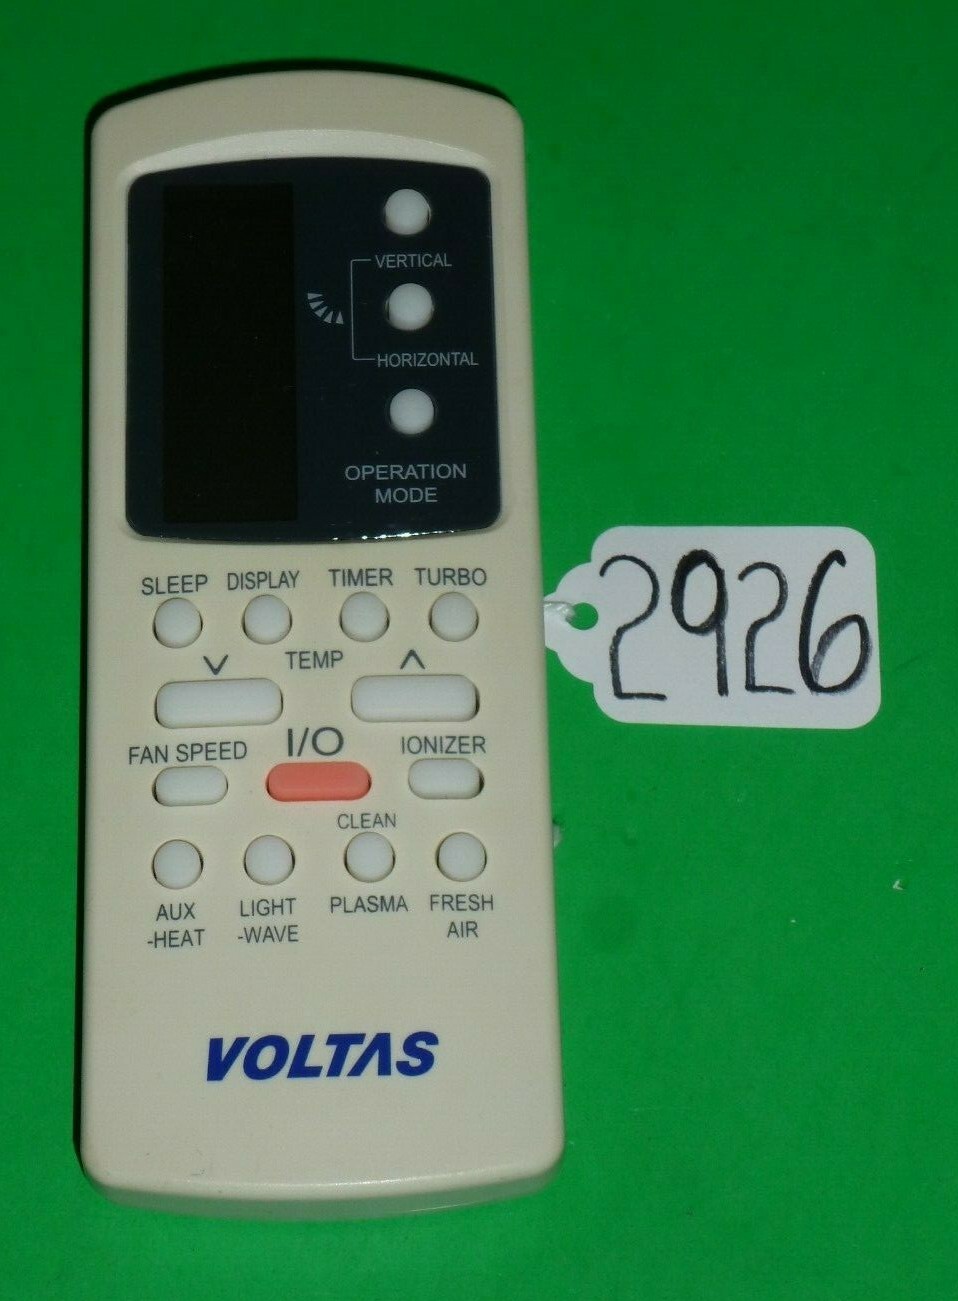 VERTICAL
HORIZONTAL
OPERATION
MODE
SLEEP DISPLAY TIMER TURBO
TEMP
FAN SPEED I/O IONIZER
CLEAN
AUX
-HEAT
LIGHT
-WAVE
PLASMA
FRESH
AIR
VOLTAS
2926